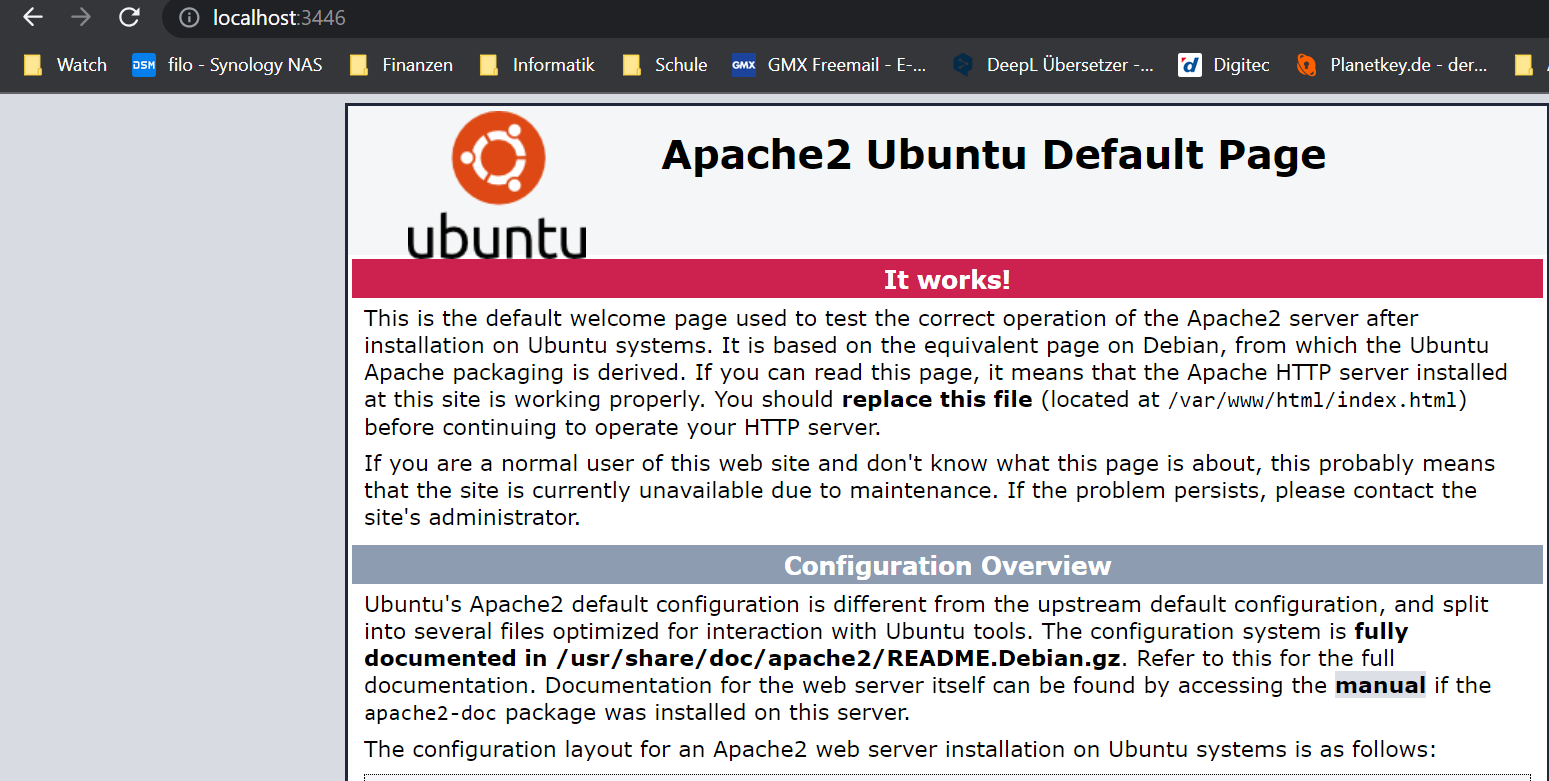 localhost:3446
Watch filo - Synology NAS Finanzen Informatik Schule GMX GMX Freemail - E-... DeepL Übersetzer -... Digitec Planetkey.de - der...
DSM
d
Apache2 Ubuntu Default Page
ubuntu
It works!
This is the default welcome page used to test the correct operation of the Apache2 server after
installation on Ubuntu systems. It is based on the equivalent page on Debian, from which the Ubuntu
Apache packaging is derived. If you can read this page, it means that the Apache HTTP server installed
at this site is working properly. You should replace this file (located at /var/www/html/index.html)
before continuing to operate your HTTP server.
If you are a normal user of this web site and don't know what this page is about, this probably means
that the site is currently unavailable due to maintenance. If the problem persists, please contact the
site's administrator.
Configuration Overview
Ubuntu's Apache2 default configuration is different from the upstream default configuration, and split
into several files optimized for interaction with Ubuntu tools. The configuration system is fully
documented in /usr/share/doc/apache2/README.Debian.gz. Refer to this for the full
documentation. Documentation for the web server itself can be found by accessing the manual if the
apache2-doc package was installed on this server.
The configuration layout for an Apache2 web server installation on Ubuntu systems is as follows: